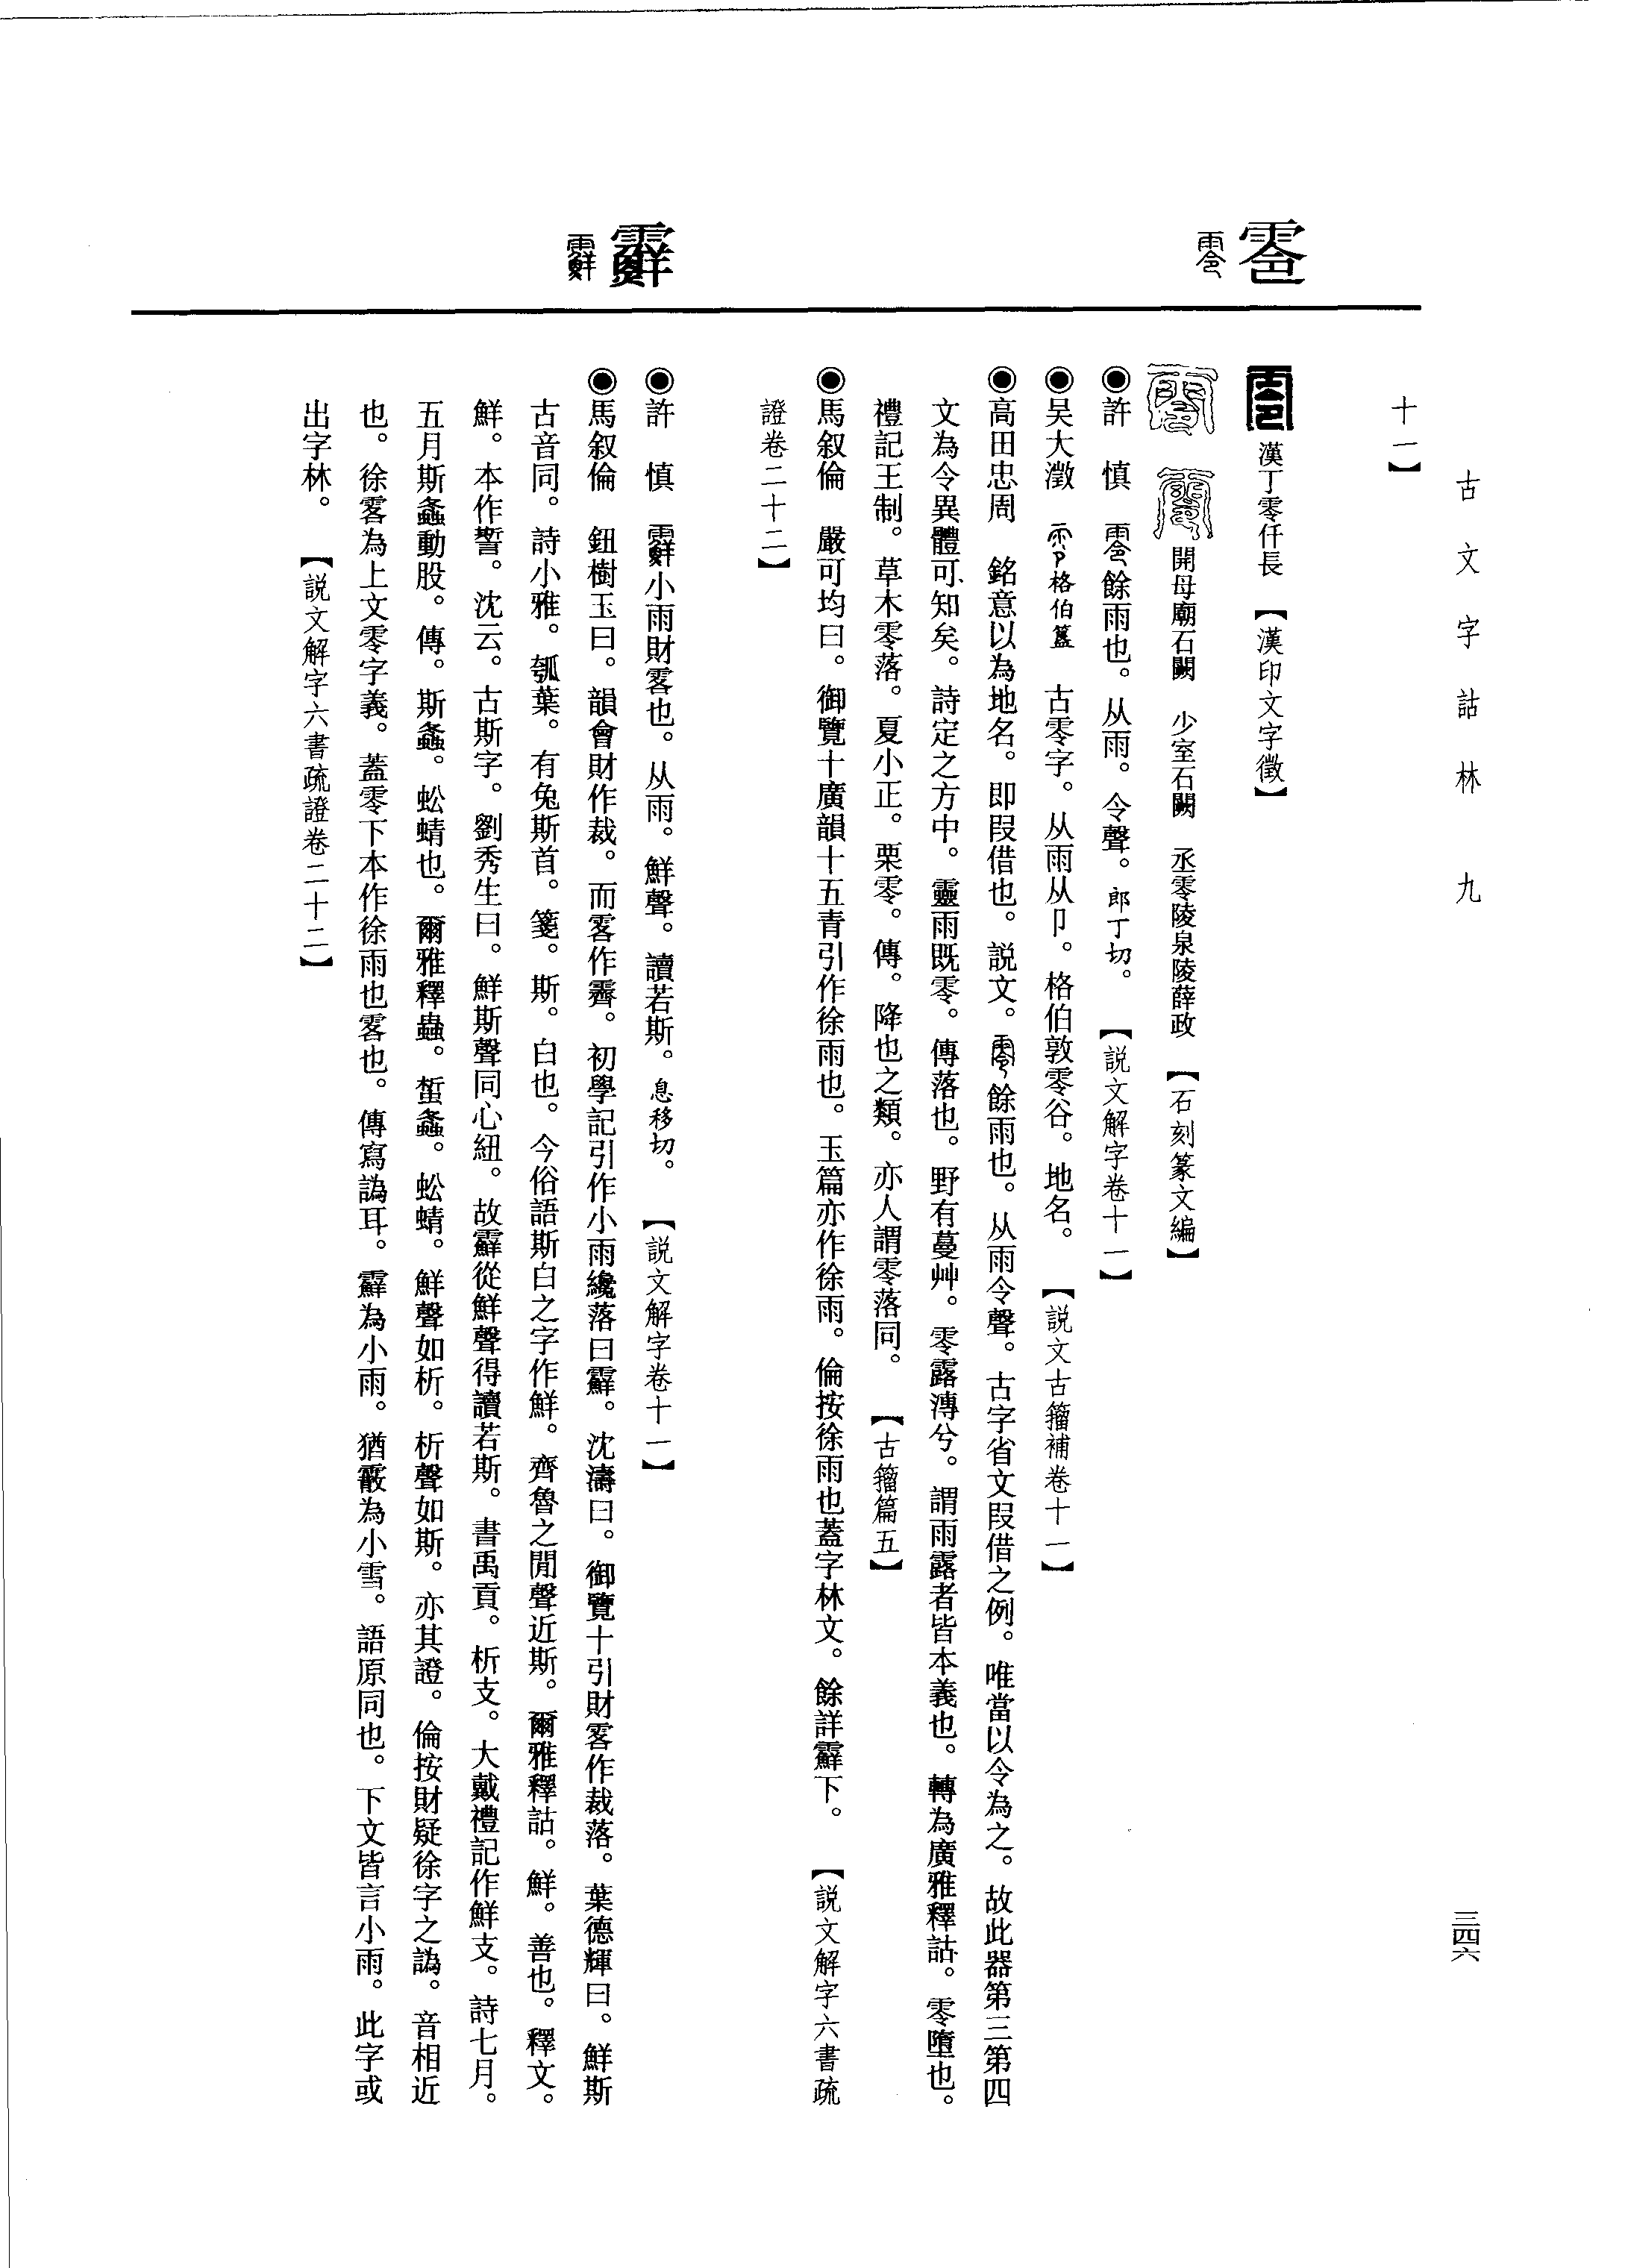 古文字詁林　九
三四六
十一】
零
漢丁零仟長　【漢印文字徵】
開母廟石闕　少室石闕　丞零陵泉陵薛政　【石刻篆文編】
◉許　慎　零餘雨也。从雨。令聲。郎丁切。　【説文解字卷十一】
◉吴大澂　格伯簋　古零字。从雨从卩。格伯敦零谷。地名。　【説文古籀補卷十一】
◉高田忠周　銘意以為地名。即叚借也。説文。零餘雨也。从雨令聲。古字省文叚借之例。唯當以令為之。故此器第三第四
文為令異體可知矣。詩定之方中。靈雨既零。傳落也。野有蔓艸。零露漙兮。謂雨露者皆本義也。轉為廣雅釋詁。零墮也。
禮記王制。草木零落。夏小正。栗零。傳。降也之類。亦人謂零落同。　【古籀篇五】
◉馬叙倫　嚴可均曰。御覽十廣韻十五青引作徐雨也。玉篇亦作徐雨。倫按徐雨也蓋字林文。餘詳䨘下。　【説文解字六書疏
證卷二十二】
䨘
◉許　慎　䨘小雨財䨓也。从雨。鮮聲。讀若斯。息移切。　【説文解字卷十一】
◉馬叙倫　鈕樹玉曰。韻會財作裁。而䨓作霽。初學記引作小雨纔落曰䨘。沈濤曰。御覽十引財䨓作裁落。葉德輝曰。鮮斯
古音同。詩小雅。瓠葉。有兔斯首。箋。斯。白也。今俗語斯白之字作鮮。齊魯之閒聲近斯。爾雅釋詁。鮮。善也。釋文。
鮮。本作誓。沈云。古斯字。劉秀生曰。鮮斯聲同心紐。故䨘從鮮聲得讀若斯。書禹貢。析支。大戴禮記作鮮支。詩七月。
五月斯螽動股。傳。斯螽。蚣蝑也。爾雅釋蟲。蜤螽。蚣蝑。鮮聲如析。析聲如斯。亦其證。倫按財疑徐字之譌。音相近
也。徐䨓為上文零字義。蓋零下本作徐雨也䨓也。傳寫譌耳。䨘為小雨。猶霰為小雪。語原同也。下文皆言小雨。此字或
出字林。　【説文解字六書疏證卷二十二】